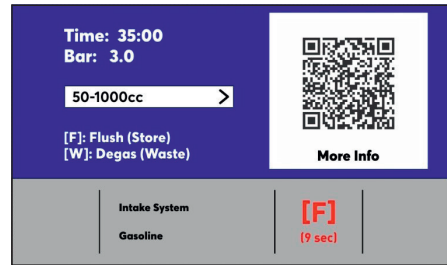 Time: 35:00
Bar: 3.0
50-1000cc >
[F]: Flush (Store)
[W]: Degas (Waste)
More Info
Intake System
Gasoline
[F]
(9 sec)